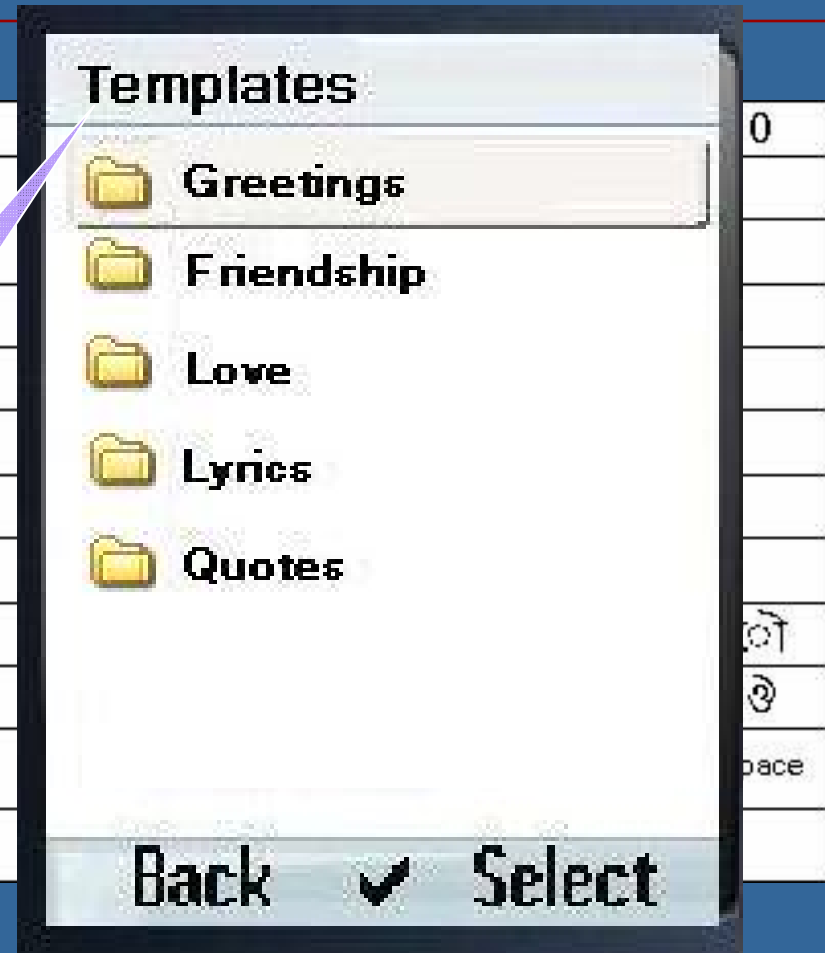 Templates
0
Greetings
Friendship
Love
Lyrics
Quotes
ৌ
pace
Back ✔ Select